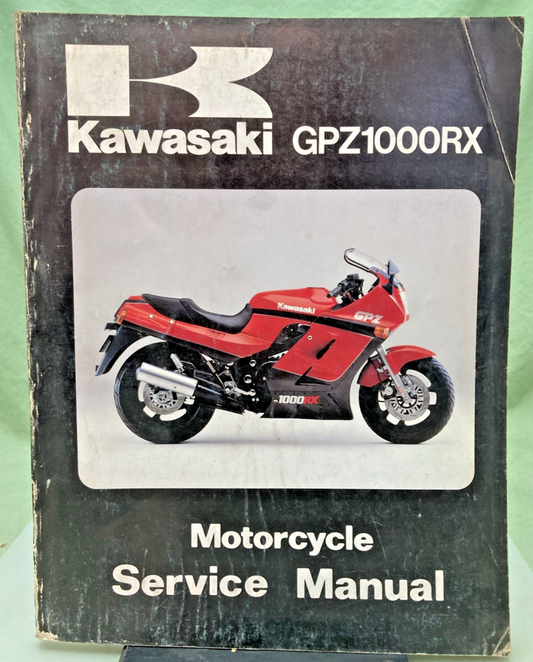 Kawasaki GPZ1000RX
Kawasaki
GPZ
1000RX
Motorcycle
Service Manual